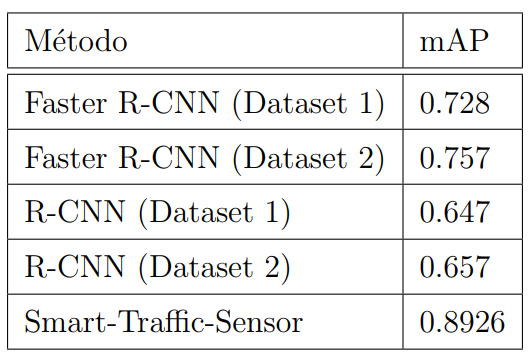 Método mAP
Faster R-CNN (Dataset 1) 0.728
Faster R-CNN (Dataset 2) 0.757
R-CNN (Dataset 1) 0.647
R-CNN (Dataset 2) 0.657
Smart-Traffic-Sensor 0.8926